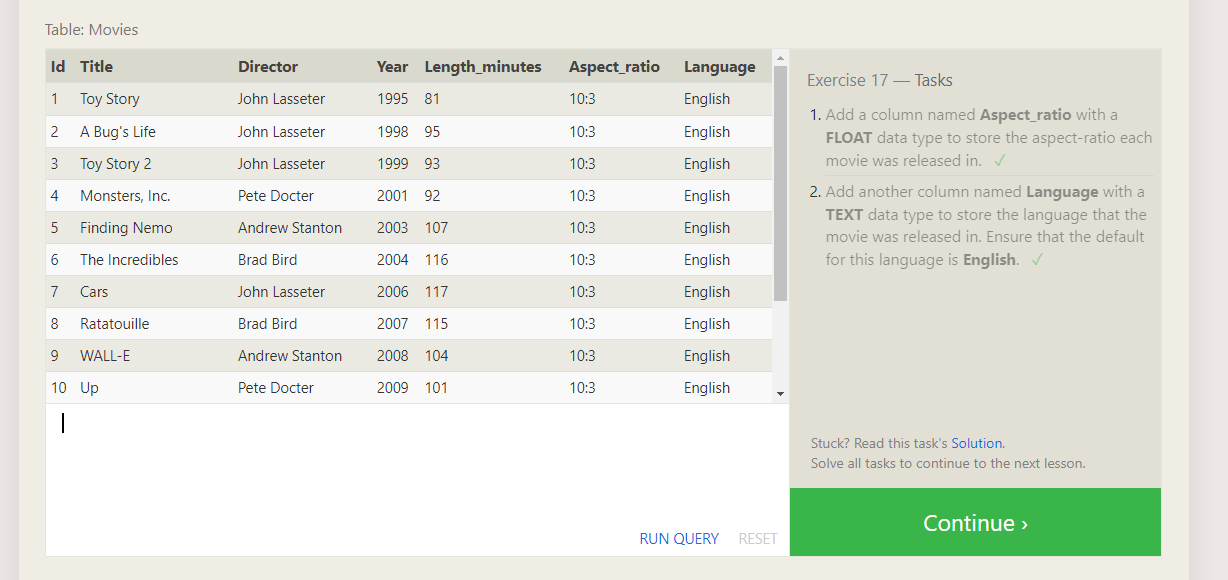 Table: Movies
Id Title Director Year Length_minutes Aspect_ratio Language
1 Toy Story John Lasseter 1995 81 10:3 English
2 A Bug's Life John Lasseter 1998 95 10:3 English
3 Toy Story 2 John Lasseter 1999 93 10:3 English
4 Monsters, Inc. Pete Docter 2001 92 10:3 English
5 Finding Nemo Andrew Stanton 2003 107 10:3 English
6 The Incredibles Brad Bird 2004 116 10:3 English
7 Cars John Lasseter 2006 117 10:3 English
8 Ratatouille Brad Bird 2007 115 10:3 English
9 WALL-E Andrew Stanton 2008 104 10:3 English
10 Up Pete Docter 2009 101 10:3 English
RUN QUERY RESET
Exercise 17 — Tasks
1. Add a column named Aspect_ratio with a
FLOAT data type to store the aspect-ratio each
movie was released in. ✓
2. Add another column named Language with a
TEXT data type to store the language that the
movie was released in. Ensure that the default
for this language is English. ✓
Stuck? Read this task's Solution.
Solve all tasks to continue to the next lesson.
Continue ›